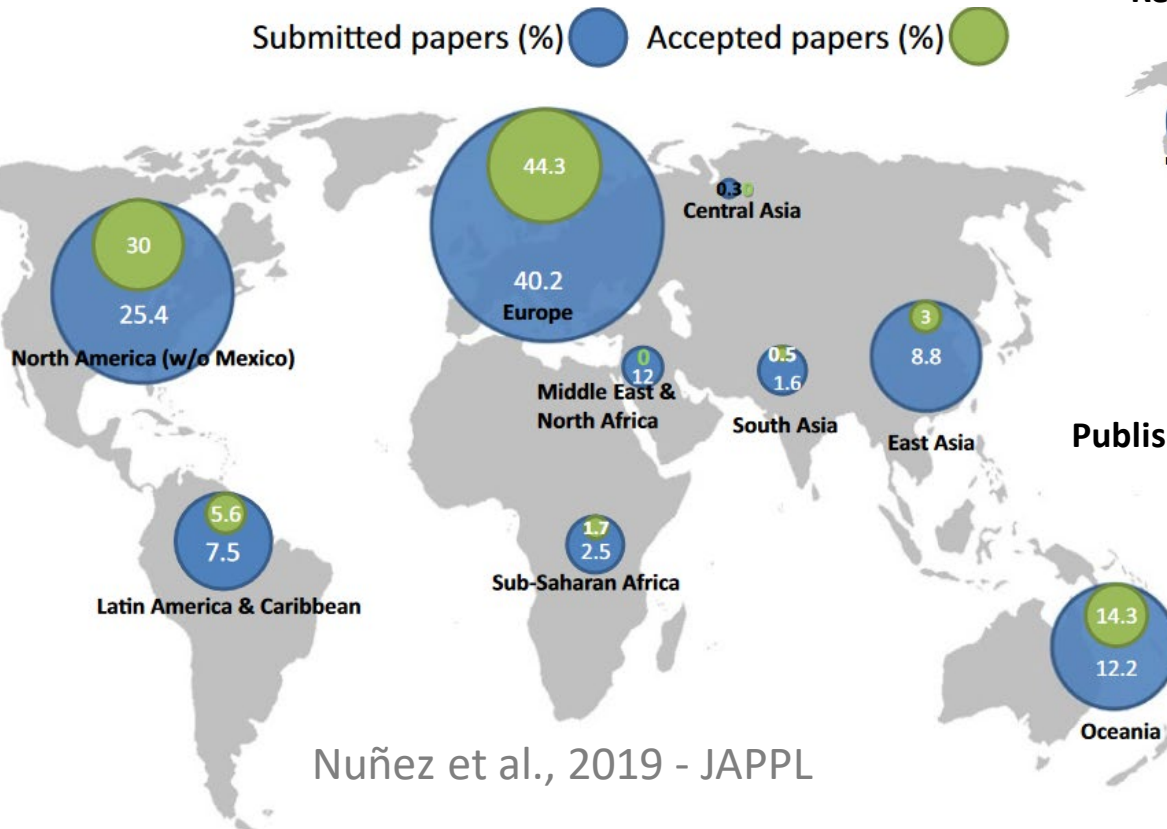 Submitted papers (%) Accepted papers (%)
44.3
40.2
Europe
0.3 0
Central Asia
30
25.4
North America (w/o Mexico)
3
8.8
East Asia
0
12
Middle East &
North Africa
0.5
1.6
South Asia
Publis
5.6
7.5
Latin America & Caribbean
1.7
2.5
Sub-Saharan Africa
14.3
12.2
Oceania
Nuñez et al., 2019 - JAPPL